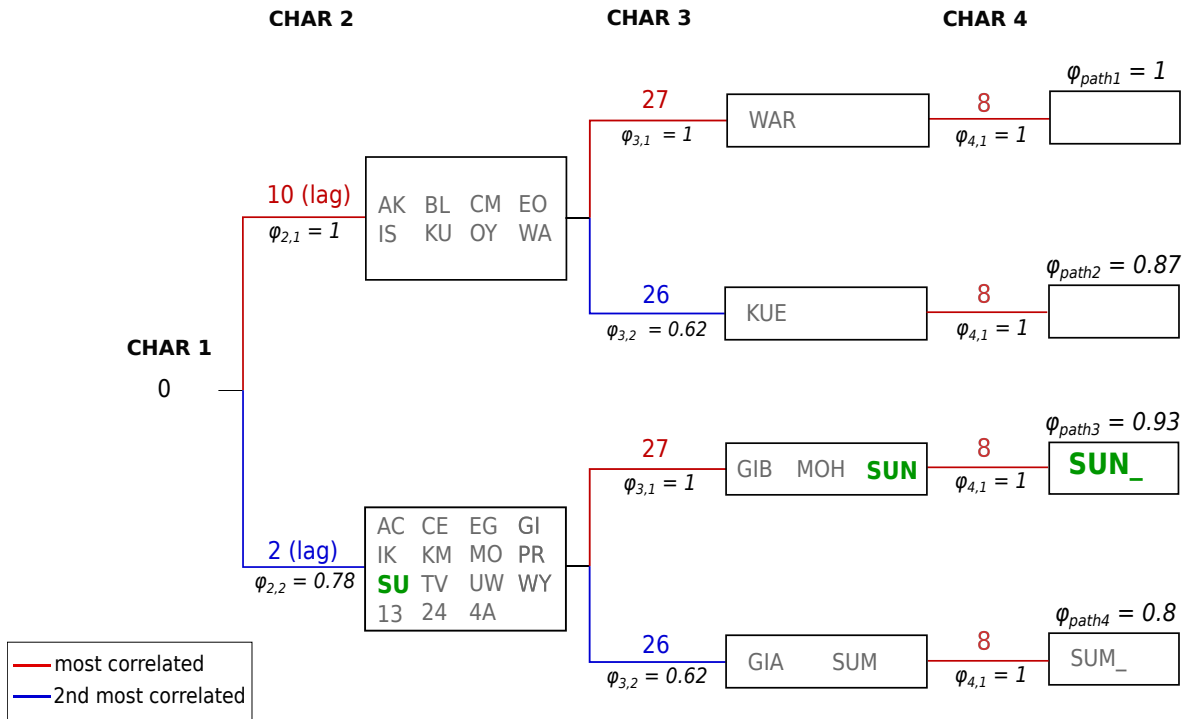 CHAR 2 CHAR 3 CHAR 4
φpath1 = 1
27 8
WAR
φ3,1 = 1 φ4,1 = 1
10 (lag)
φ2,1 = 1
AK BL CM EO
IS KU OY WA
φpath2 = 0.87
26 8
KUE
φ3,2 = 0.62 φ4,1 = 1
CHAR 1
0
φpath3 = 0.93
27 8
GIB MOH SUN SUN_
φ3,1 = 1 φ4,1 = 1
2 (lag)
φ2,2 = 0.78
AC CE EG GI
IK KM MO PR
SU TV UW WY
13 24 4A
φpath4 = 0.8
26 8
GIA SUM SUM_
φ3,2 = 0.62 φ4,1 = 1
most correlated
2nd most correlated